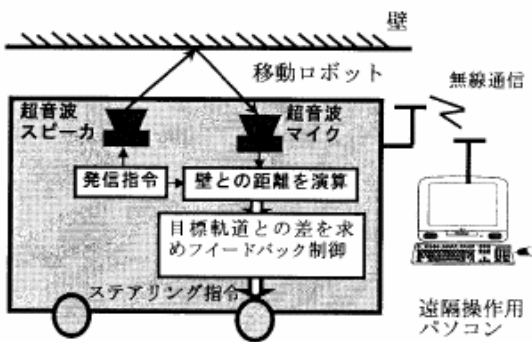 壁
移動ロボット
無線通信
超音波
スピーカ
超音波
マイク
発信指令
壁との距離を演算
目標軌道との差を求
めフイードバック制御
ステアリング指令
遠隔操作用
パソコン